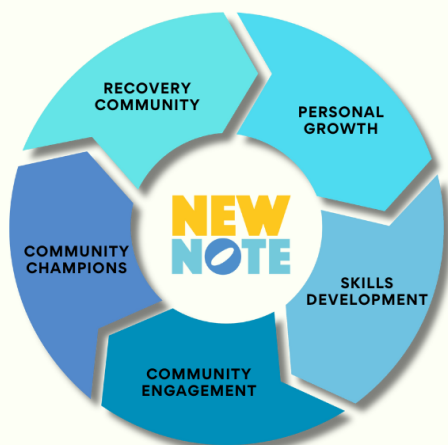 RECOVERY
COMMUNITY
PERSONAL
GROWTH
SKILLS
DEVELOPMENT
COMMUNITY
ENGAGEMENT
COMMUNITY
CHAMPIONS
NEW
NOTE